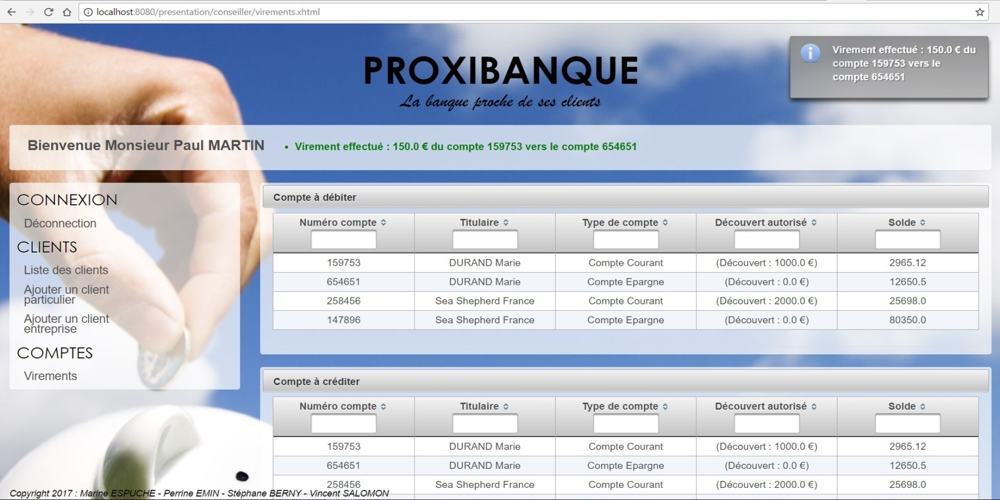 localhost:8080/presentation/conseiller/virements.xhtml
PROXIBANQUE
La banque proche de ses clients
Virement effectué : 150.0 € du
compte 159753 vers le
compte 654651
Bienvenue Monsieur Paul MARTIN
• Virement effectué : 150.0 € du compte 159753 vers le compte 654651
CONNEXION
Déconnection
CLIENTS
Liste des clients
Ajouter un client
particulier
Ajouter un client
entreprise
COMPTES
Virements
Compte à débiter
Numéro compte Titulaire Type de compte Découvert autorisé Solde
159753 DURAND Marie Compte Courant (Découvert : 1000.0 €) 2965.12
654651 DURAND Marie Compte Epargne (Découvert : 0.0 €) 12650.5
258456 Sea Shepherd France Compte Courant (Découvert : 2000.0 €) 25698.0
147896 Sea Shepherd France Compte Epargne (Découvert : 0.0 €) 80350.0
Compte à créditer
Numéro compte Titulaire Type de compte Découvert autorisé Solde
159753 DURAND Marie Compte Courant (Découvert : 1000.0 €) 2965.12
654651 DURAND Marie Compte Epargne (Découvert : 0.0 €) 12650.5
258456 Sea Shepherd France Compte Courant (Découvert : 2000.0 €) 25698.0
Copyright 2017 : Marine ESPUCHE - Perrine EMIN - Stéphane BERNY - Vincent SALOMON